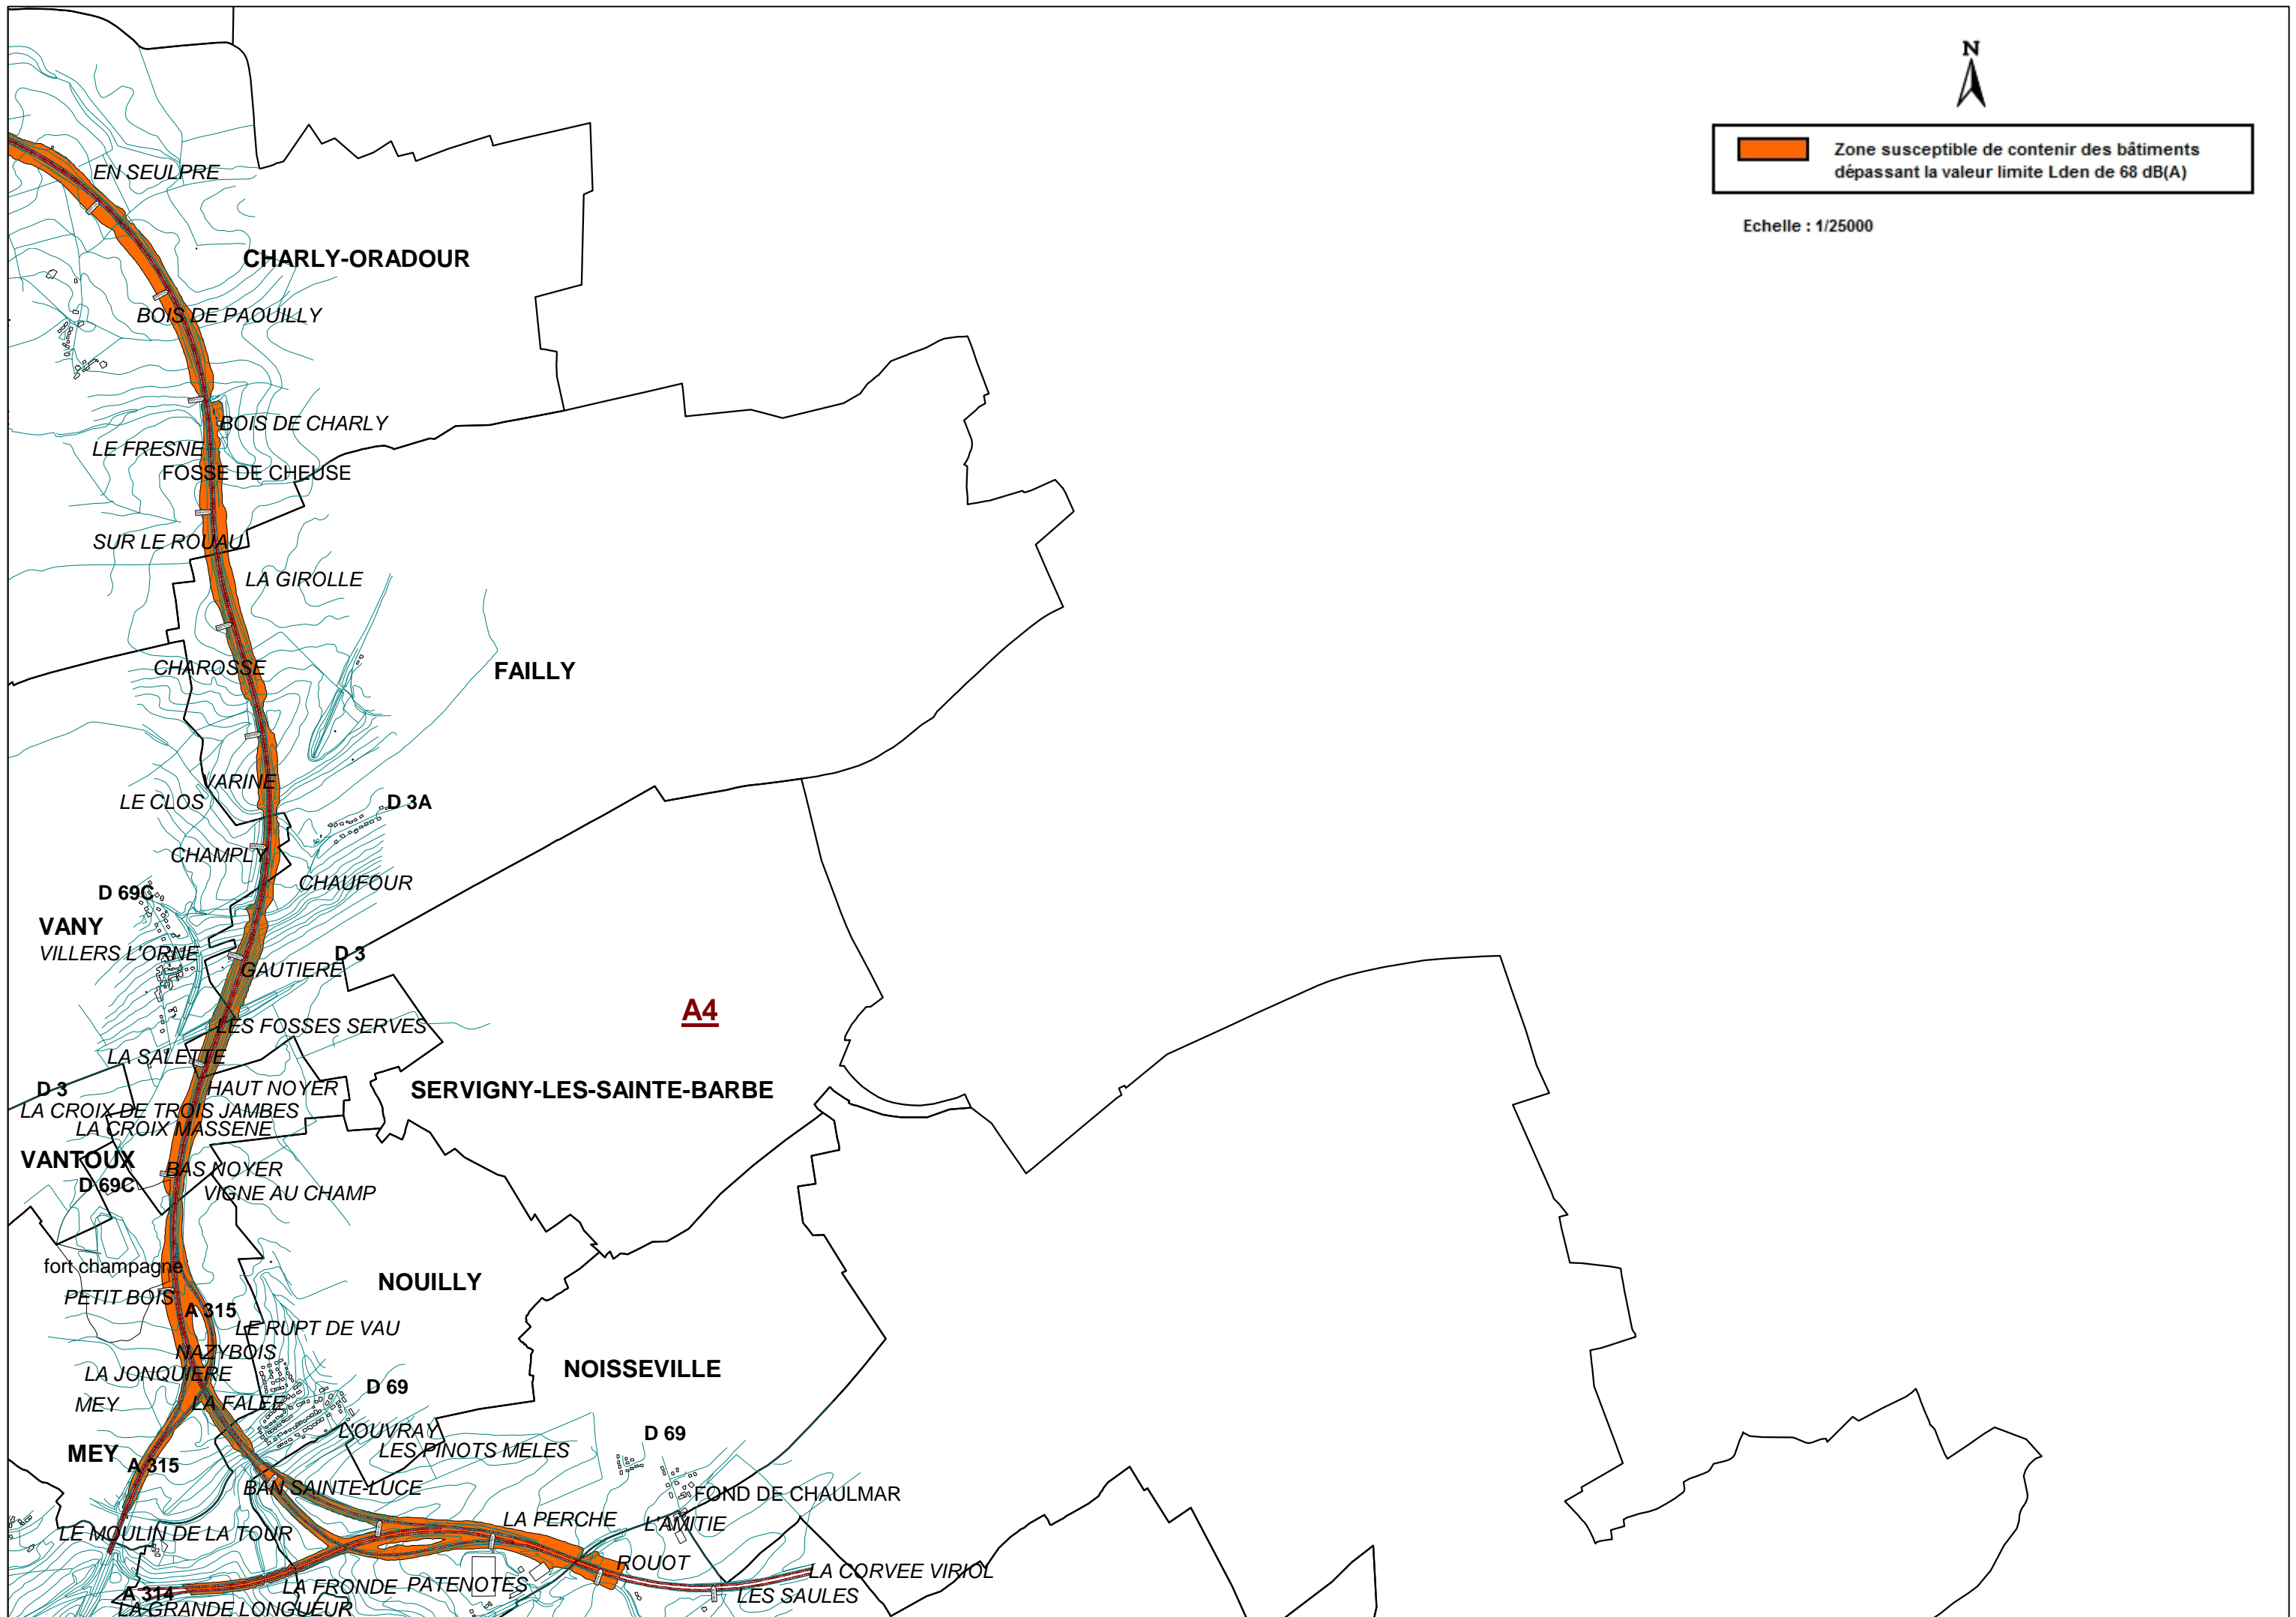 N
Zone susceptible de contenir des bâtiments
dépassant la valeur limite Lden de 68 dB(A)
Echelle : 1/25000
EN SEULPRE
CHARLY-ORADOUR
BOIS DE PAOUILLY
BOIS DE CHARLY
LE FRESNE
FOSSE DE CHEUSE
SUR LE ROUAU
LA GIROLLE
CHAROSSE
FAILLY
VARINE
LE CLOS
D 3A
CHAMPLY
CHAUFOUR
D 69C
VANY
VILLERS L'ORNE
D 3
GAUTIERE
A4
LES FOSSES SERVES
LA SALETTE
D 3
HAUT NOYER
SERVIGNY-LES-SAINTE-BARBE
LA CROIX DE TROIS JAMBES
LA CROIX MASSENE
VANTOUX
BAS NOYER
D 69C
VIGNE AU CHAMP
fort champagne
NOUILLY
PETIT BOIS
A 315
LE RUPT DE VAU
NAZYBOIS
LA JONQUIERE
NOISSEVILLE
D 69
MEY
LA FALEE
L'OUVRAY
D 69
LES PINOTS MELES
MEY
A 315
BAN SAINTE-LUCE
FOND DE CHAULMAR
LA PERCHE
L'AMITIE
LE MOULIN DE LA TOUR
ROUOT
LA CORVEE VIRIOL
LA FRONDE
PATENOTES
A 314
LES SAULES
LA GRANDE LONGUEUR